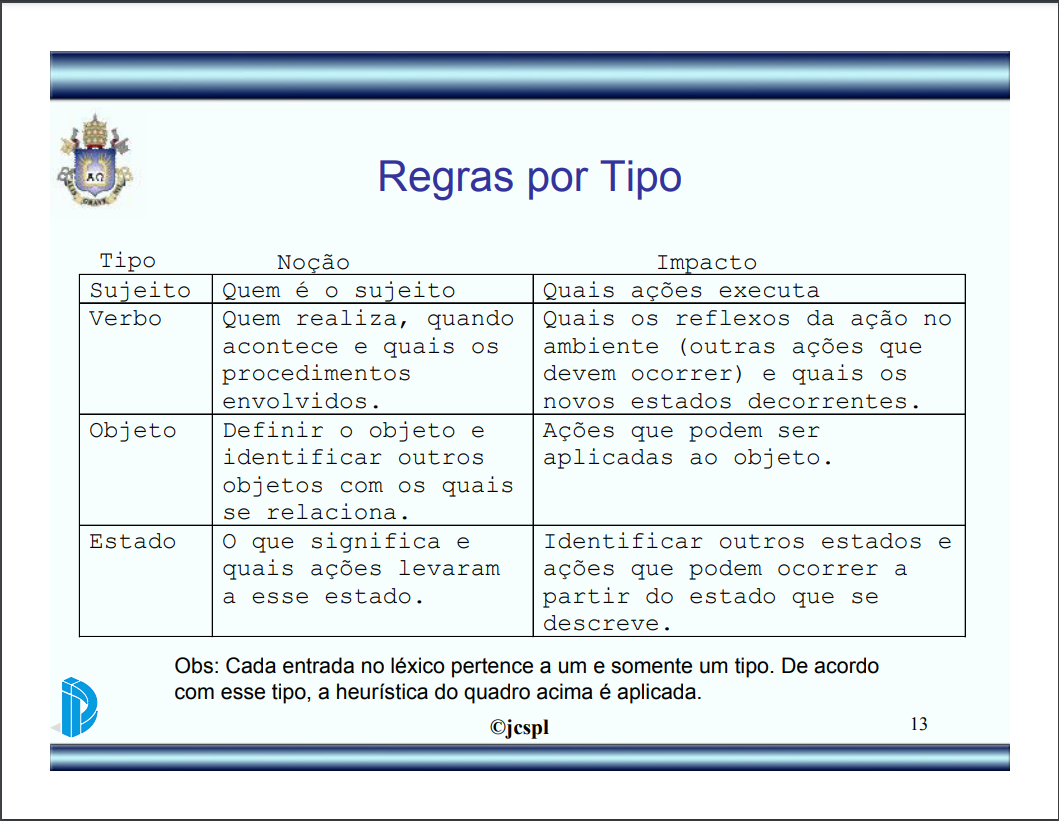 Regras por Tipo
Tipo Noção Impacto
Sujeito Quem é o sujeito Quais ações executa
Verbo Quem realiza, quando Quais os reflexos da ação no
acontece e quais os ambiente (outras ações que
procedimentos devem ocorrer) e quais os
envolvidos. novos estados decorrentes.
Objeto Definir o objeto e Ações que podem ser
identificar outros aplicadas ao objeto.
objetos com os quais
se relaciona.
Estado O que significa e Identificar outros estados e
quais ações levaram ações que podem ocorrer a
a esse estado. partir do estado que se
descreve.
Obs: Cada entrada no léxico pertence a um e somente um tipo. De acordo
com esse tipo, a heurística do quadro acima é aplicada.
©jcspl
13